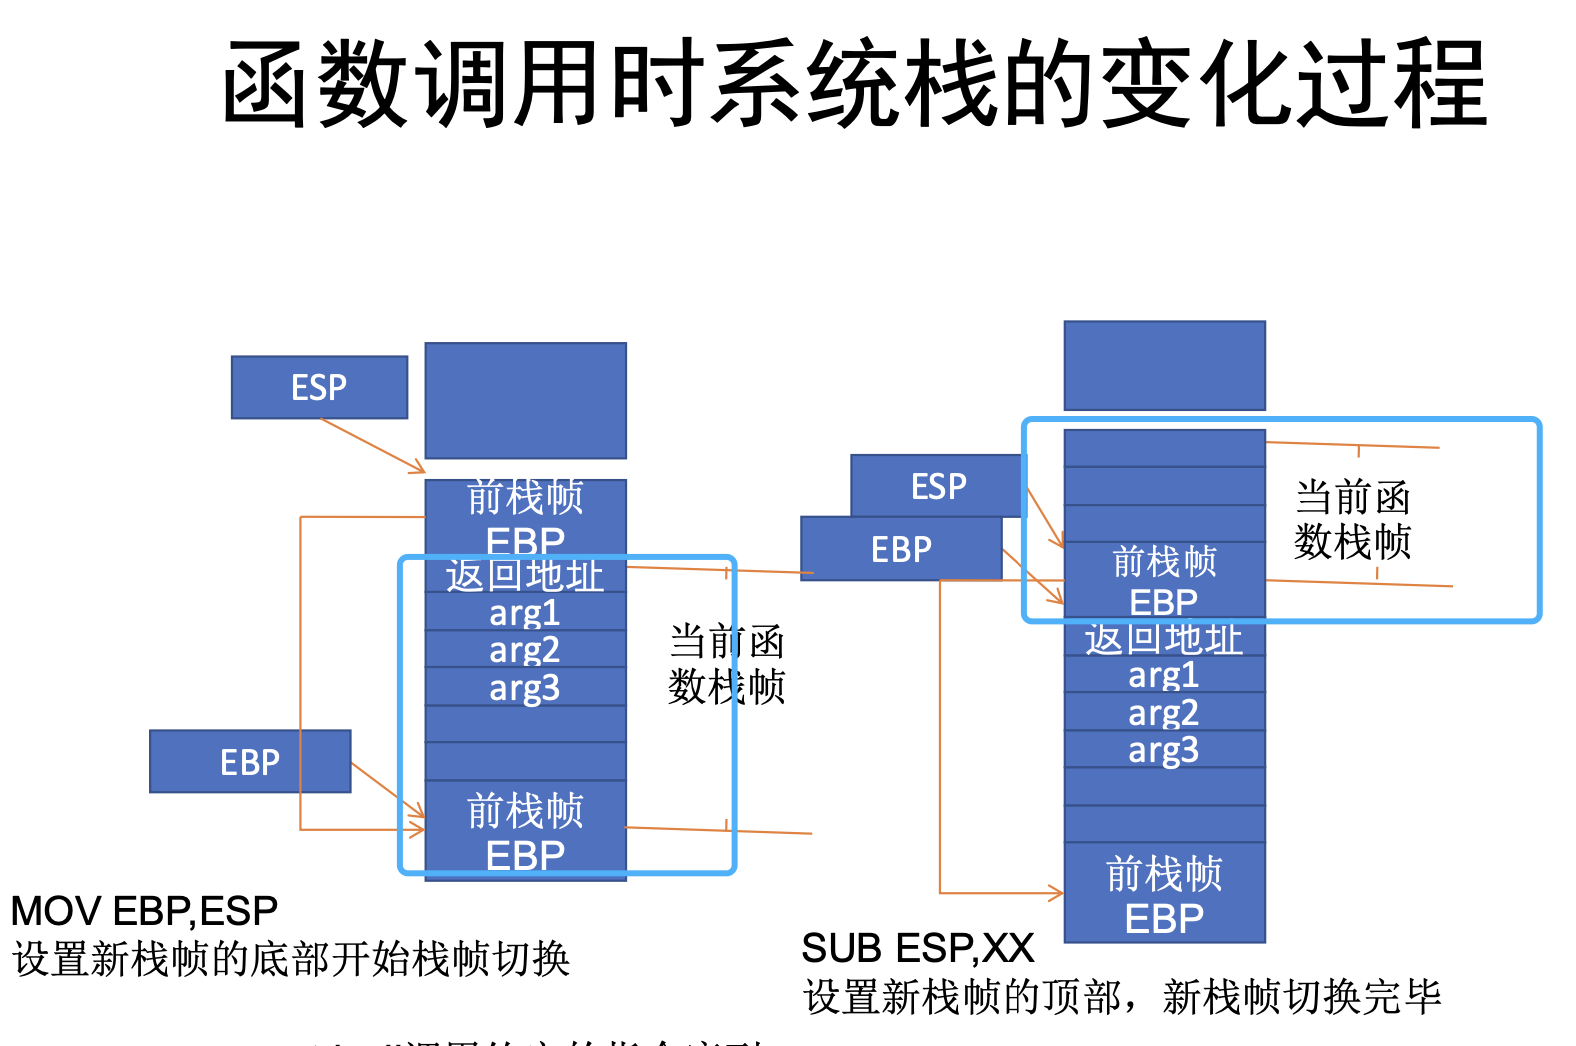 函数调用时系统栈的变化过程
ESP
前栈帧
EBP
返回地址
arg1
arg2
arg3
当前函
数栈帧
EBP
前栈帧
EBP
MOV EBP,ESP
设置新栈帧的底部开始栈帧切换
ESP
EBP
当前函
数栈帧
前栈帧
EBP
返回地址
arg1
arg2
arg3
前栈帧
EBP
SUB ESP,XX
设置新栈帧的顶部，新栈帧切换完毕